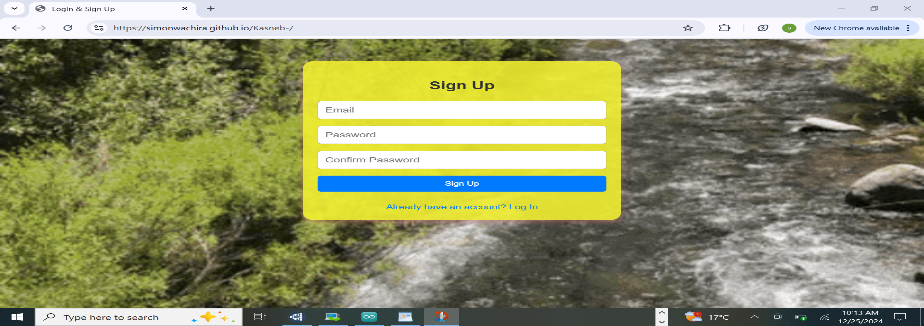 Login & Sign Up
https://simonwachira.github.io/Kasneb-/
New Chrome available
Sign Up
Email
Password
Confirm Password
Sign Up
Already have an account? Log In
Type here to search
17°C
10:13 AM
12/25/2024